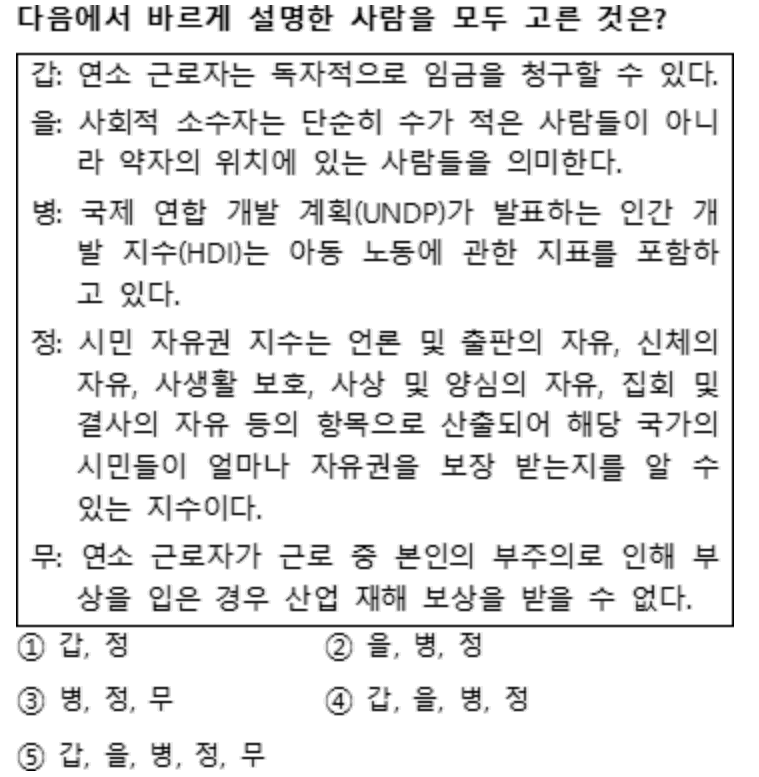 다음에서 바르게 설명한 사람을 모두 고른 것은?
갑: 연소 근로자는 독자적으로 임금을 청구할 수 있다.
을: 사회적 소수자는 단순히 수가 적은 사람들이 아니
라 약자의 위치에 있는 사람들을 의미한다.
병: 국제 연합 개발 계획(UNDP)가 발표하는 인간 개
발 지수(HDI)는 아동 노동에 관한 지표를 포함하
고 있다.
정: 시민 자유권 지수는 언론 및 출판의 자유, 신체의
자유, 사생활 보호, 사상 및 양심의 자유, 집회 및
결사의 자유 등의 항목으로 산출되어 해당 국가의
시민들이 얼마나 자유권을 보장 받는지를 알 수
있는 지수이다.
무: 연소 근로자가 근로 중 본인의 부주의로 인해 부
상을 입은 경우 산업 재해 보상을 받을 수 없다.
① 갑, 정 ② 을, 병, 정
③ 병, 정, 무 ④ 갑, 을, 병, 정
⑤ 갑, 을, 병, 정, 무